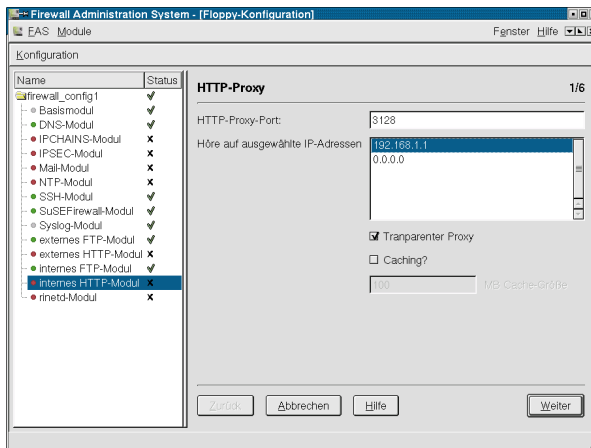 Firewall Administration System - [Floppy-Konfiguration]
EAS Module Fenster Hilfe
Konfiguration
Name Status
firewall_config1
Basismodul
DNS-Modul
IPCHAINS-Modul
IPSEC-Modul
Mail-Modul
NTP-Modul
SSH-Modul
SuSEFirewall-Modul
Syslog-Modul
externes FTP-Modul
externes HTTP-Modul
internes FTP-Modul
internes HTTP-Modul
rinetd-Modul
HTTP-Proxy 1/6
HTTP-Proxy-Port: 3128
Höre auf ausgewählte IP-Adressen 192.168.1.1
0.0.0.0
Tranparenter Proxy
Caching?
100 MB Cache-Größe
Zurück Abbrechen Hilfe Weiter